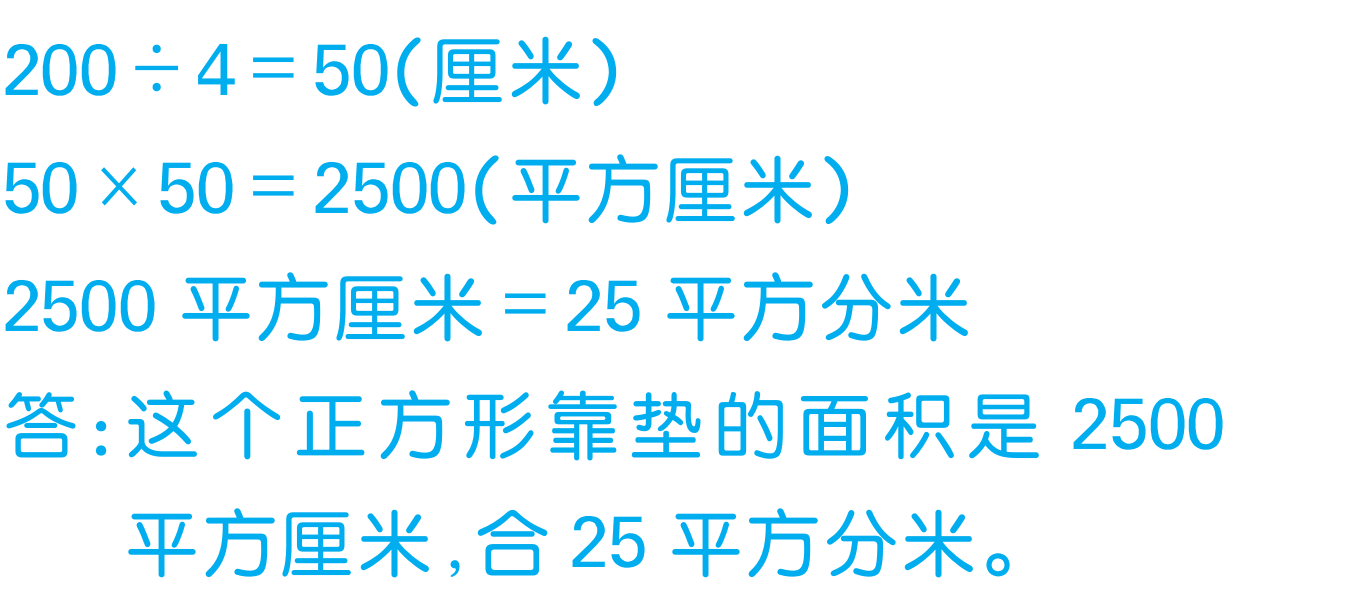 200÷4=50(厘米)
50×50=2500(平方厘米)
2500 平方厘米=25 平方分米
答:这个正方形靠垫的面积是 2500
平方厘米,合 25 平方分米。